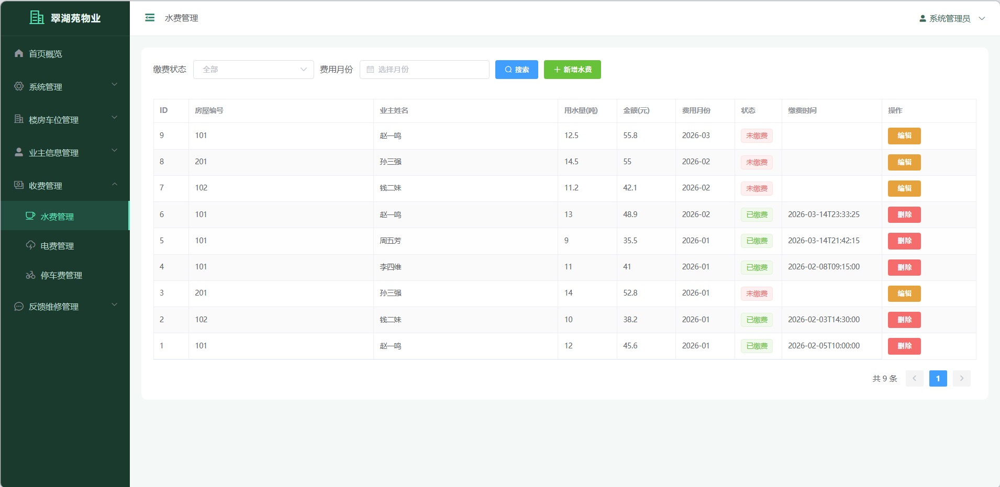 翠湖苑物业
水费管理
系统管理员
首页概览
系统管理
楼房车位管理
业主信息管理
收费管理
水费管理
电费管理
停车费管理
反馈维修管理
缴费状态 全部 费用月份 选择月份 搜索 新增水费
ID 房屋编号 业主姓名 用水量(吨) 金额(元) 费用月份 状态 缴费时间 操作
9 101 赵一鸣 12.5 55.8 2026-03 未缴费 编辑
8 201 孙三强 14.5 55 2026-02 未缴费 编辑
7 102 钱二妹 11.2 42.1 2026-02 未缴费 编辑
6 101 赵一鸣 13 48.9 2026-02 已缴费 2026-03-14T23:33:25 删除
5 101 周五芳 9 35.5 2026-01 已缴费 2026-03-14T21:42:15 删除
4 101 李四维 11 41 2026-01 已缴费 2026-02-08T09:15:00 删除
3 201 孙三强 14 52.8 2026-01 未缴费 编辑
2 102 钱二妹 10 38.2 2026-01 已缴费 2026-02-03T14:30:00 删除
1 101 赵一鸣 12 45.6 2026-01 已缴费 2026-02-05T10:00:00 删除
共 9 条 1